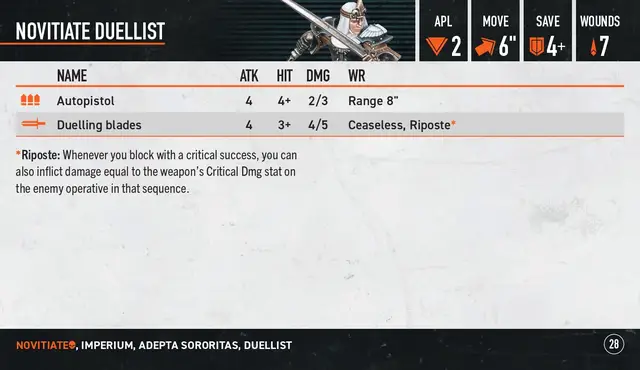 NOVITIATE DUELLIST
APL 2
MOVE 6"
SAVE 4+
WOUNDS 7
NAME ATK HIT DMG WR
Autopistol 4 4+ 2/3 Range 8"
Duelling blades 4 3+ 4/5 Ceaseless, Riposte*
*Riposte: Whenever you block with a critical success, you can
also inflict damage equal to the weapon's Critical Dmg stat on
the enemy operative in that sequence.
NOVITIATE, IMPERIUM, ADEPTA SORORITAS, DUELLIST
28